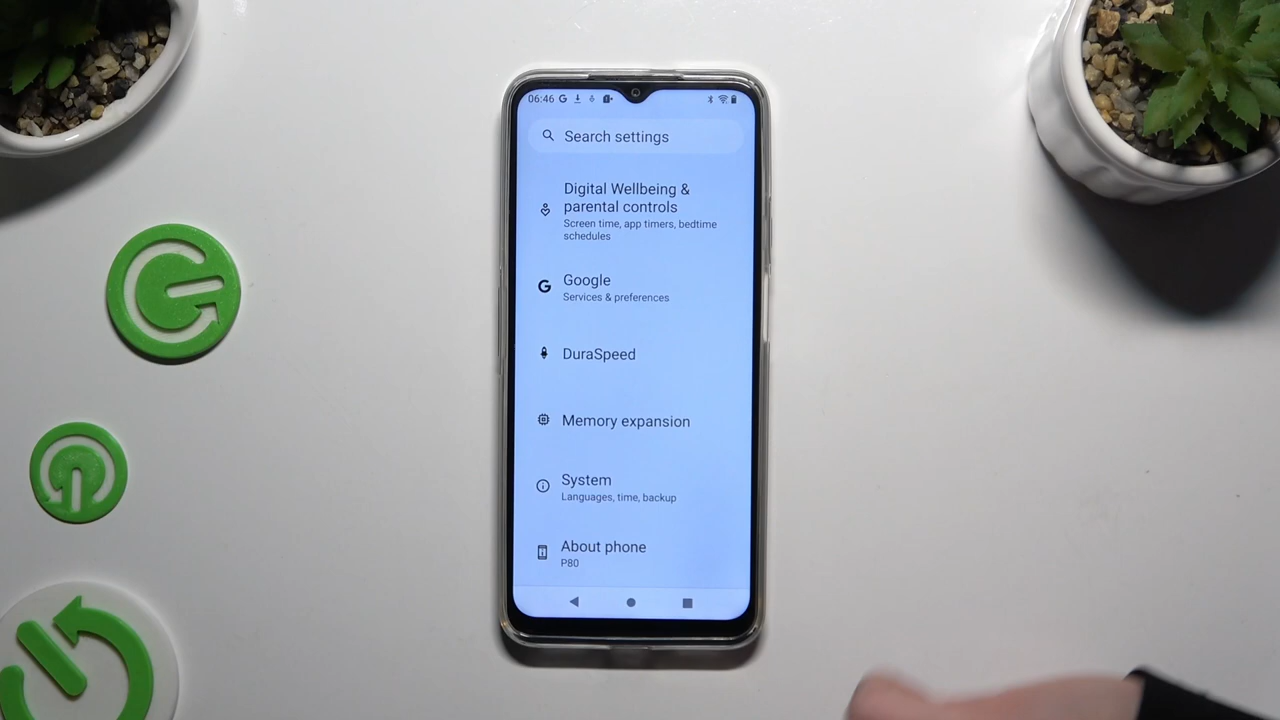 06:46
Search settings
Digital Wellbeing &
parental controls
Screen time, app timers, bedtime
schedules
Google
Services & preferences
DuraSpeed
Memory expansion
System
Languages, time, backup
About phone
P80